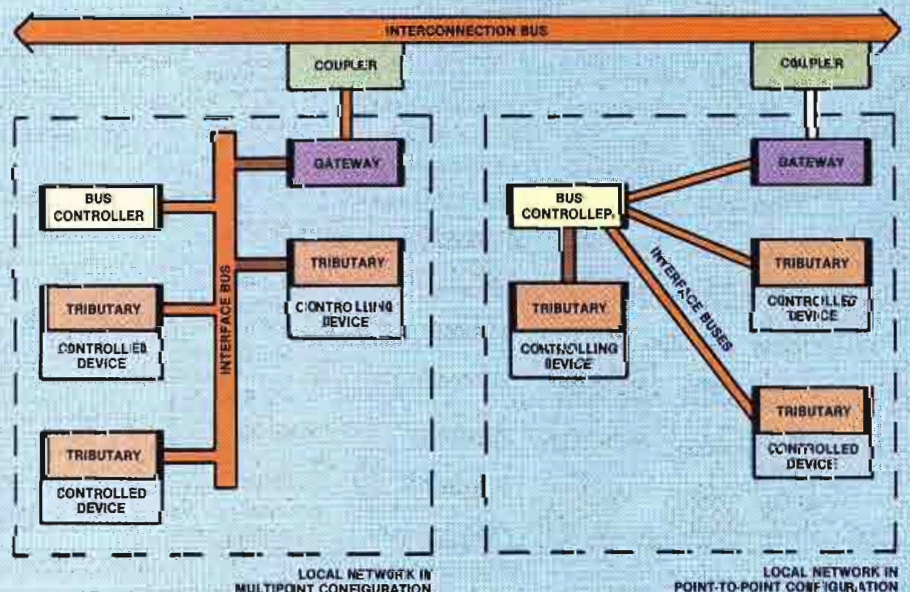 INTERCONNECTION BUS
COUPLER
COUPLER
GATEWAY
GATEWAY
BUS
CONTROLLER
BUS
CONTROLLER
INTERFACE BUS
TRIBUTARY
CONTROLLING
DEVICE
TRIBUTARY
CONTROLLED
DEVICE
TRIBUTARY
CONTROLLED
DEVICE
INTERFACE BUSES
TRIBUTARY
CONTROLLED
DEVICE
TRIBUTARY
CONTROLLING
DEVICE
TRIBUTARY
CONTROLLED
DEVICE
LOCAL NETWORK IN
MULTIPOINT CONFIGURATION
LOCAL NETWORK IN
POINT-TO-POINT CONFIGURATION